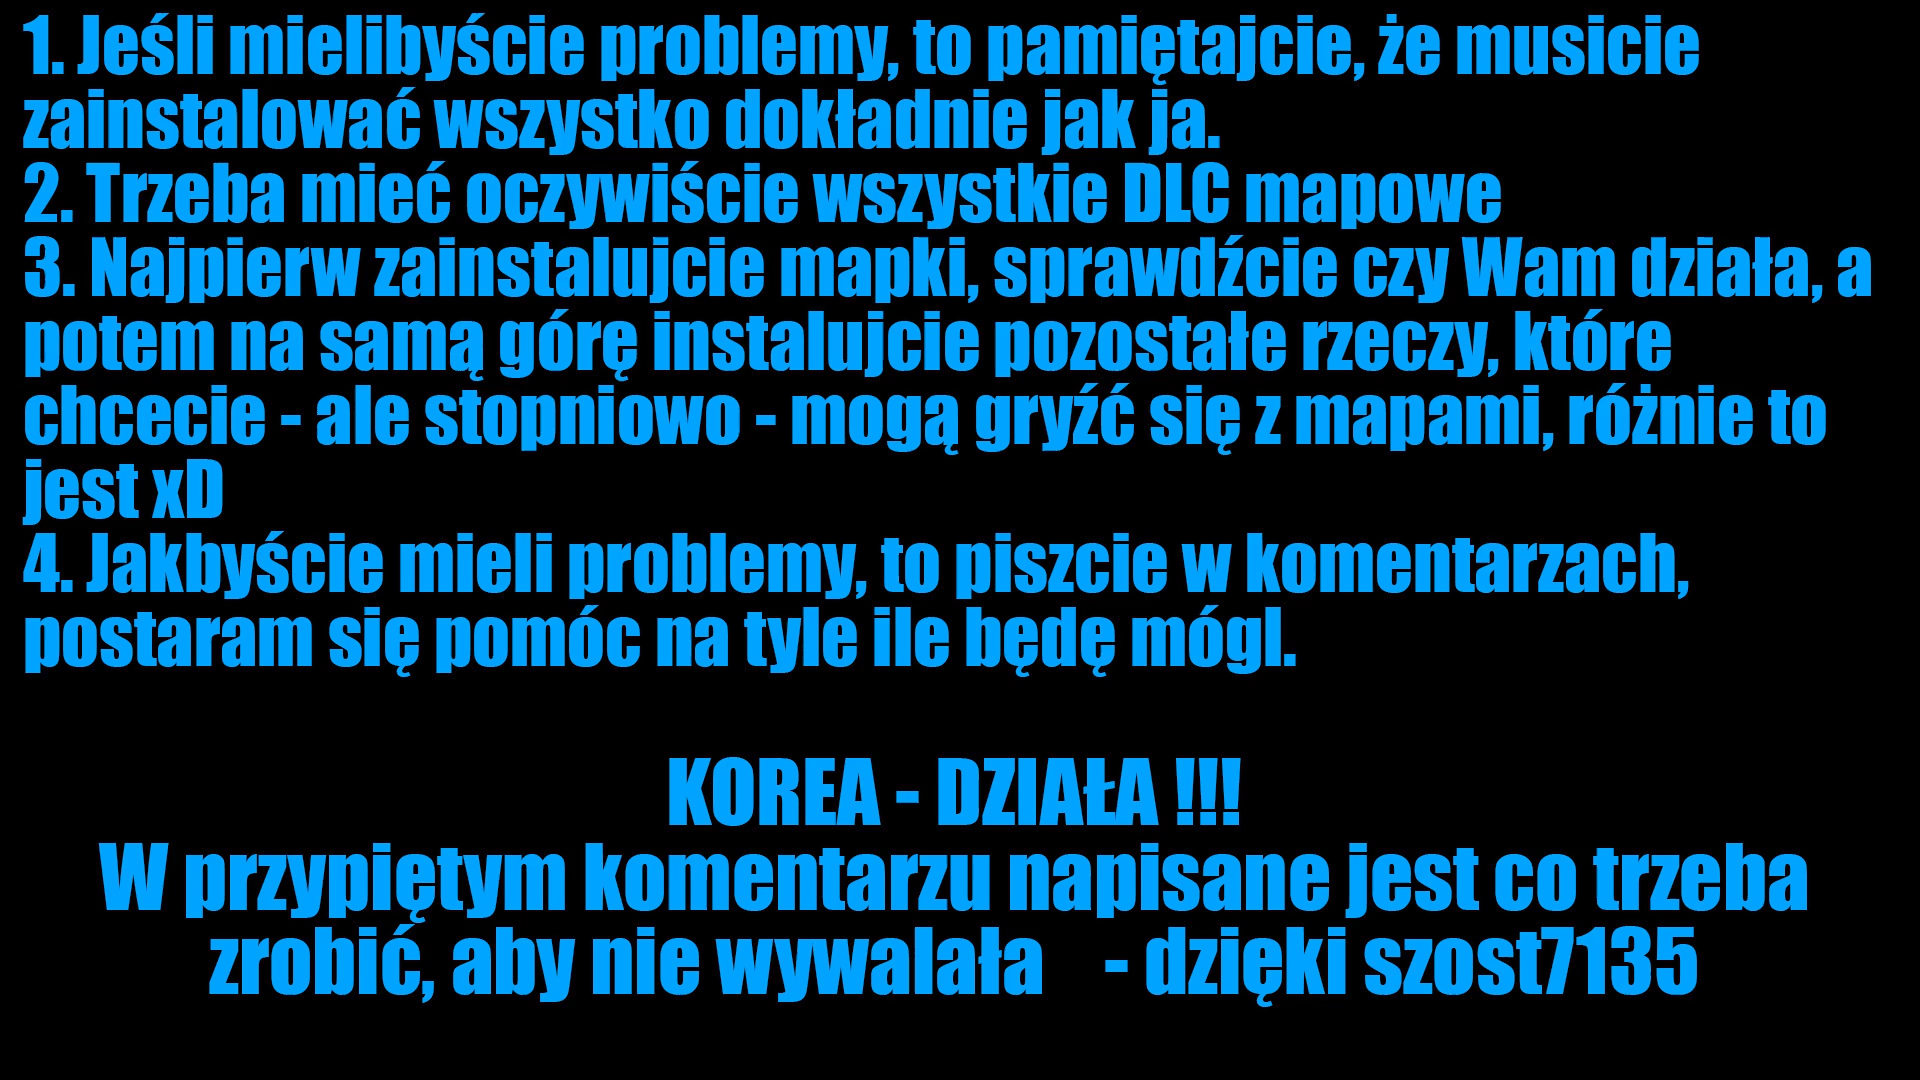 1. Jeśli mielibyście problemy, to pamiętajcie, że musicie
zainstalować wszystko dokładnie jak ja.
2. Trzeba mieć oczywiście wszystkie DLC mapowe
3. Najpierw zainstalujcie mapki, sprawdźcie czy Wam działa, a
potem na samą górę instalujcie pozostałe rzeczy, które
chcecie - ale stopniowo - mogą gryźć się z mapami, różnie to
jest xD
4. Jakbyście mieli problemy, to piszcie w komentarzach,
postaram się pomóc na tyle ile będę mógl.
KOREA - DZIAŁA !!!
W przypiętym komentarzu napisane jest co trzeba
zrobić, aby nie wywalała - dzięki szost7135